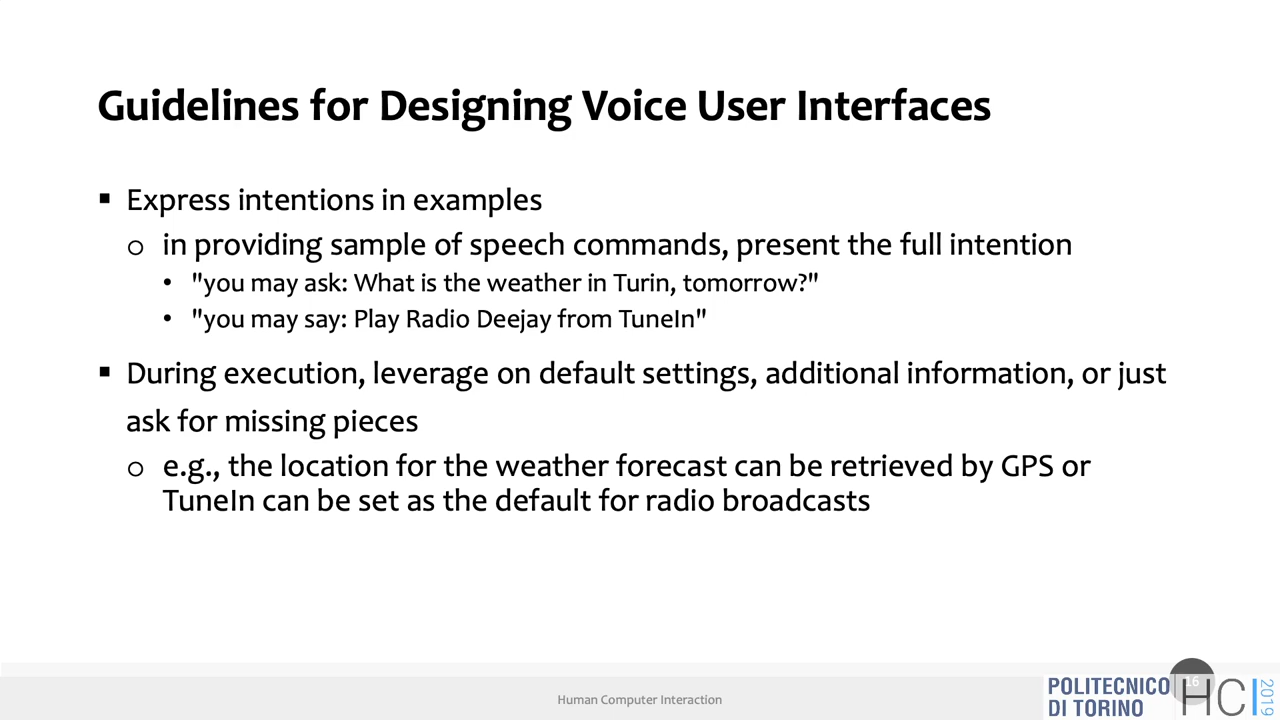 Guidelines for Designing Voice User Interfaces
▪ Express intentions in examples
o in providing sample of speech commands, present the full intention
• "you may ask: What is the weather in Turin, tomorrow?"
• "you may say: Play Radio Deejay from TuneIn"
▪ During execution, leverage on default settings, additional information, or just
ask for missing pieces
o e.g., the location for the weather forecast can be retrieved by GPS or
TuneIn can be set as the default for radio broadcasts
Human Computer Interaction
16
POLITECNICO
DI TORINO
HCI
2019